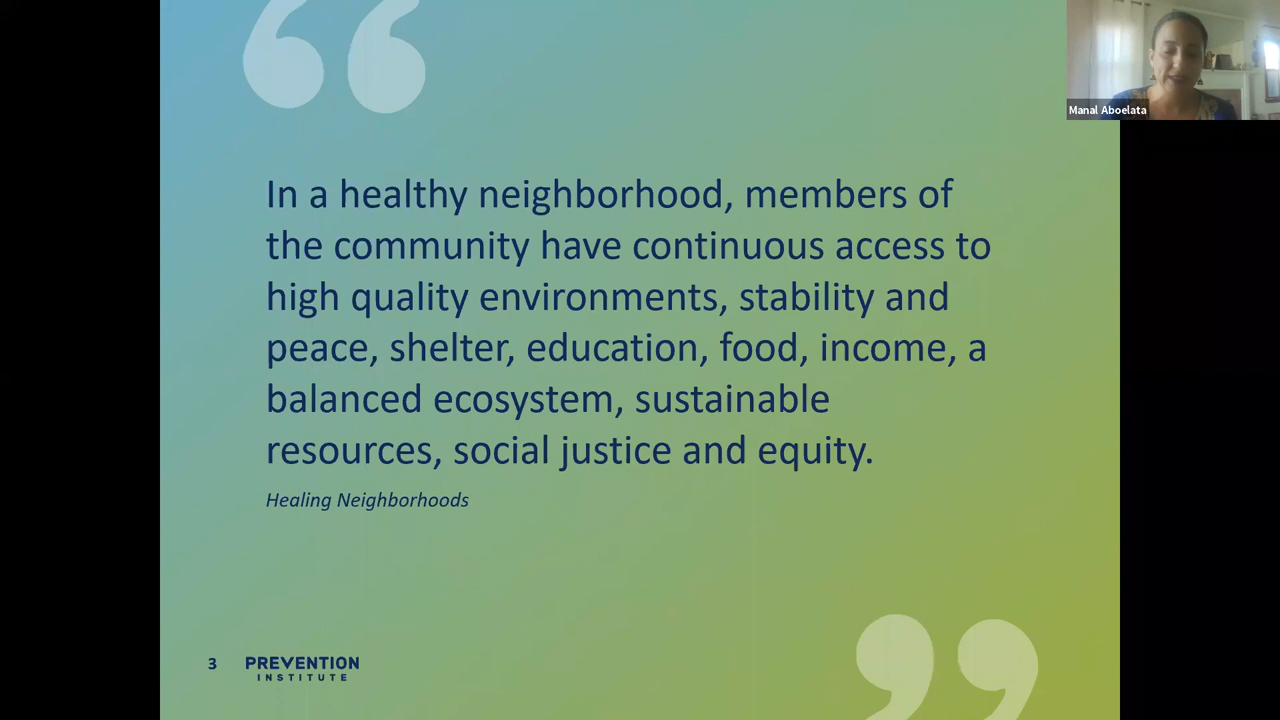 Manal Aboelata
In a healthy neighborhood, members of
the community have continuous access to
high quality environments, stability and
peace, shelter, education, food, income, a
balanced ecosystem, sustainable
resources, social justice and equity.
Healing Neighborhoods
3
PREVENTION
INSTITUTE